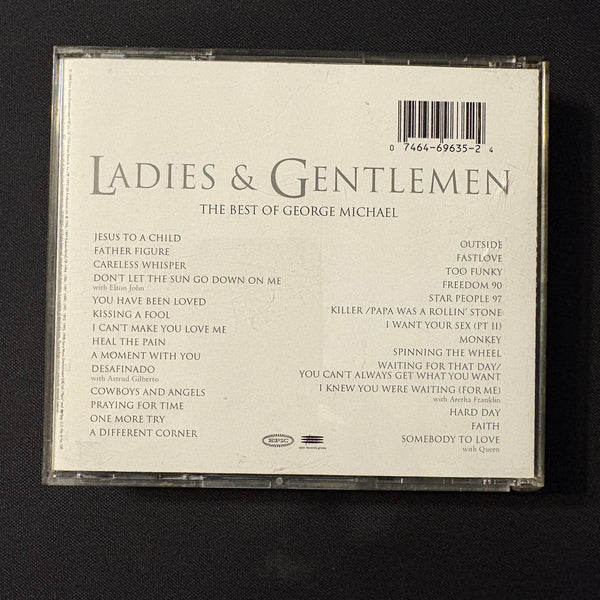 0 7464-69635-2 4
LADIES & GENTLEMEN
THE BEST OF GEORGE MICHAEL
JESUS TO A CHILD
FATHER FIGURE
CARELESS WHISPER
DON'T LET THE SUN GO DOWN ON ME
with Elton John
YOU HAVE BEEN LOVED
KISSING A FOOL
I CAN'T MAKE YOU LOVE ME
HEAL THE PAIN
A MOMENT WITH YOU
DESAFINADO
with Astrud Gilberto
COWBOYS AND ANGELS
PRAYING FOR TIME
ONE MORE TRY
A DIFFERENT CORNER
OUTSIDE
FASTLOVE
TOO FUNKY
FREEDOM 90
STAR PEOPLE 97
KILLER /PAPA WAS A ROLLIN' STONE
I WANT YOUR SEX (PT II)
MONKEY
SPINNING THE WHEEL
WAITING FOR THAT DAY/
YOU CAN'T ALWAYS GET WHAT YOU WANT
I KNEW YOU WERE WAITING (FOR ME)
with Aretha Franklin
HARD DAY
FAITH
SOMEBODY TO LOVE
with Queen
EPIC